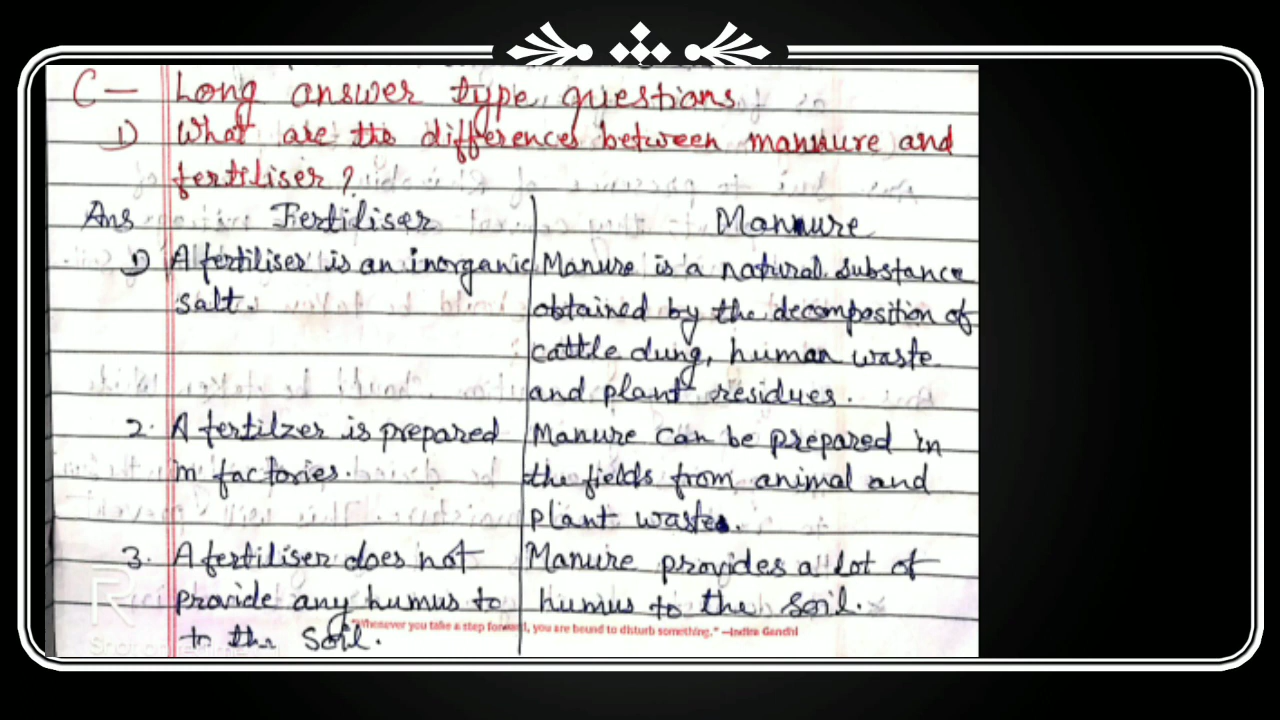 C- Long answer type questions
1) What are the differences between mannure and
fertiliser?
Ans Fertiliser Mannure
1) A fertiliser is an inorganic Manure is a natural substance
salt. obtained by the decomposition of
cattle dung, human waste
and plant residues.
2. A fertilzer is prepared Manure can be prepared in
in factories. the fields from animal and
plant wastes.
3. A fertiliser does not Manure provides a lot of
provide any humus to humus to the soil.
"Whenever you take a step forward, you are bound to disturb something." —Indira Gandhi
to the soil.